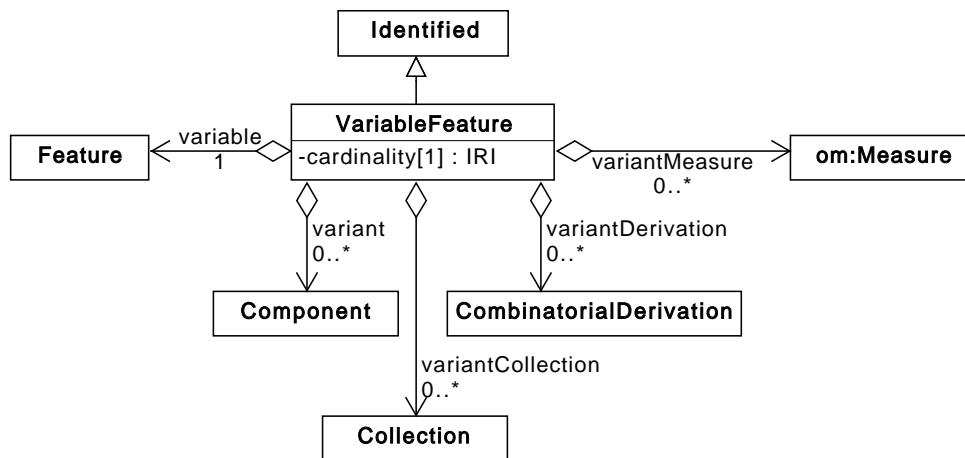 Identified
VariableFeature
-cardinality[1] : IRI
variable
1
Feature
variantMeasure
0..*
om:Measure
variant
0..*
variantDerivation
0..*
Component
CombinatorialDerivation
variantCollection
0..*
Collection